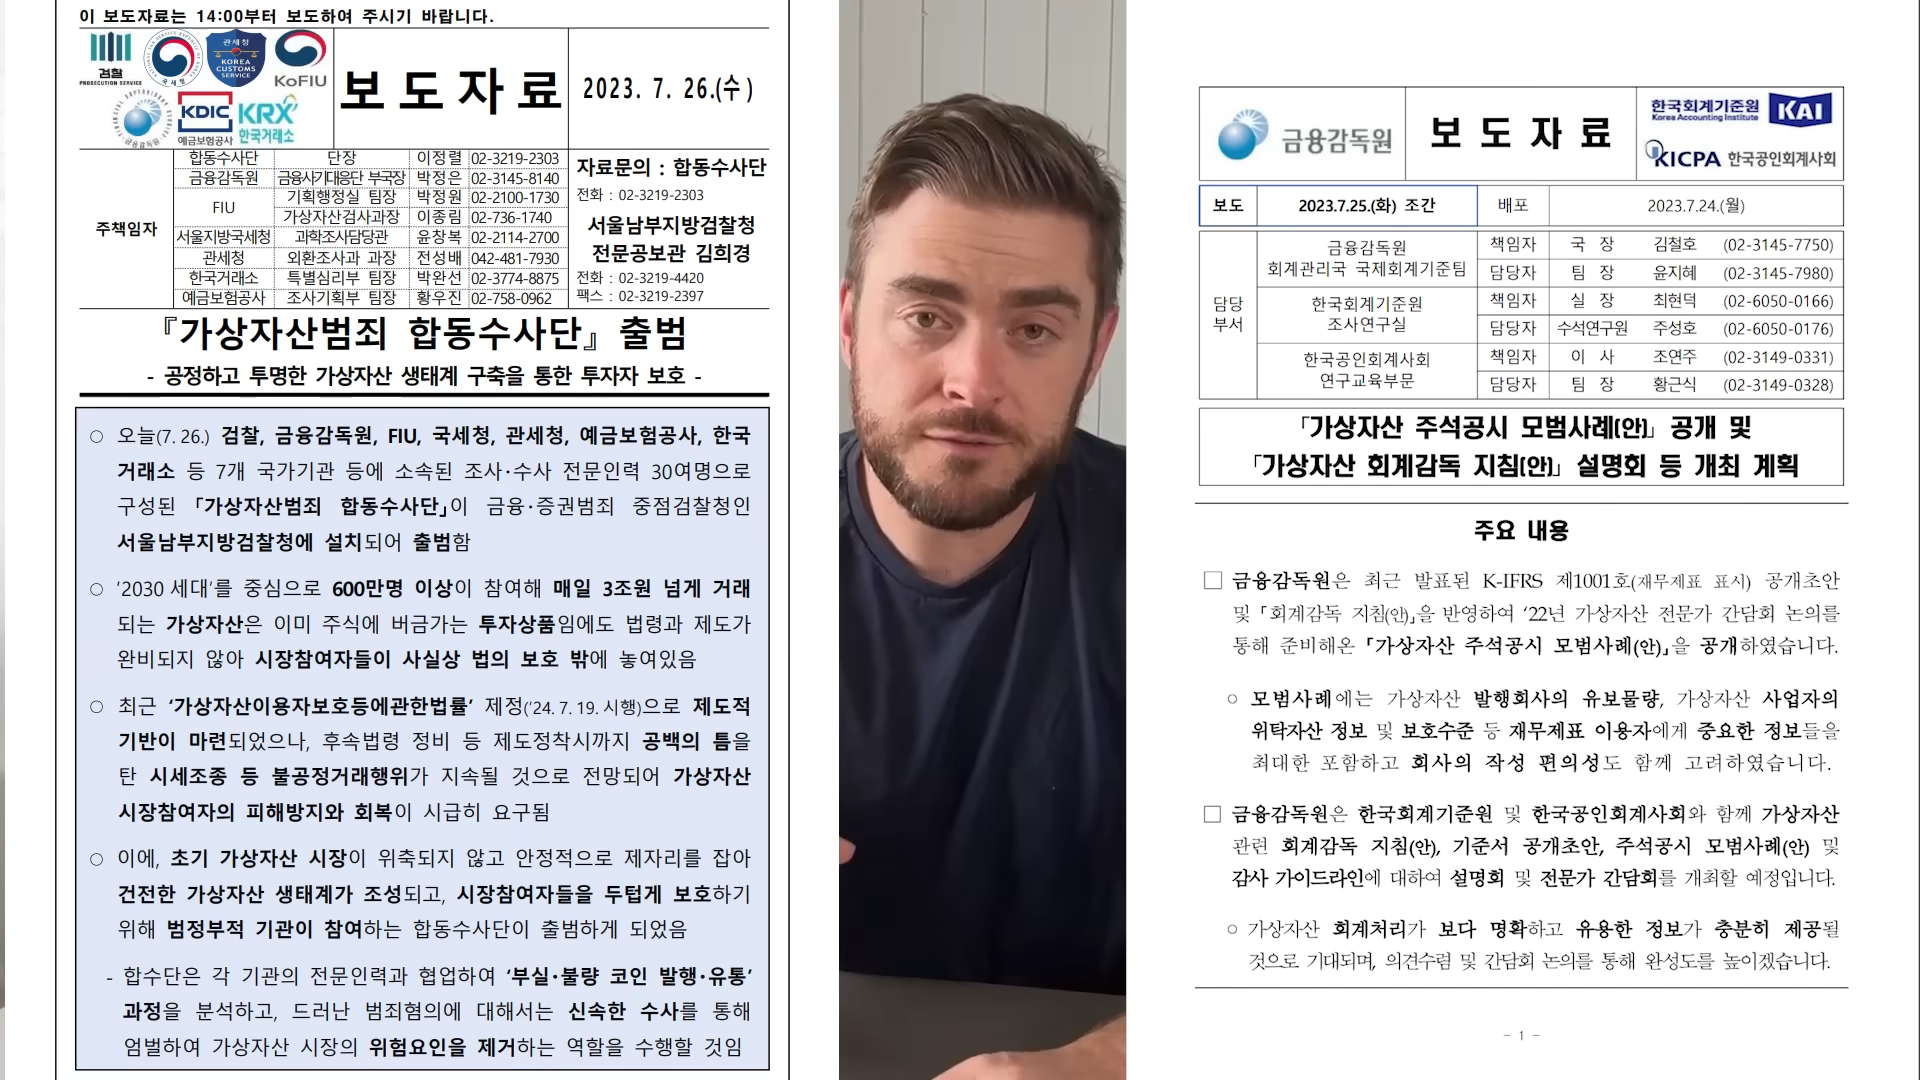 이 보도자료는 14:00부터 보도하여 주시기 바랍니다.
검찰
PROSECUTION SERVICE
국세청
관세청
KOREA
CUSTOMS
SERVICE
KoFIU
금융감독원
KDIC
예금보험공사
KRX
한국거래소
보도자료
2023. 7. 26.(수)
주책임자
합동수사단 단장 이정렬 02-3219-2303
금융감독원 금융사기대응단 부국장 박정은 02-3145-8140
FIU 기획행정실 팀장 박정원 02-2100-1730
가상자산검사과장 이종림 02-736-1740
서울지방국세청 과학조사담당관 윤창복 02-2114-2700
관세청 외환조사과 과장 전성배 042-481-7930
한국거래소 특별심리부 팀장 박완선 02-3774-8875
예금보험공사 조사기획부 팀장 황우진 02-758-0962
자료문의 : 합동수사단
전화 : 02-3219-2303
서울남부지방검찰청
전문공보관 김희경
전화 : 02-3219-4420
팩스 : 02-3219-2397
『가상자산범죄 합동수사단』 출범
- 공정하고 투명한 가상자산 생태계 구축을 통한 투자자 보호 -
○ 오늘(7. 26.) 검찰, 금융감독원, FIU, 국세청, 관세청, 예금보험공사, 한국
거래소 등 7개 국가기관 등에 소속된 조사·수사 전문인력 30여명으로
구성된 「가상자산범죄 합동수사단」이 금융·증권범죄 중점검찰청인
서울남부지방검찰청에 설치되어 출범함
○ '2030 세대'를 중심으로 600만명 이상이 참여해 매일 3조원 넘게 거래
되는 가상자산은 이미 주식에 버금가는 투자상품임에도 법령과 제도가
완비되지 않아 시장참여자들이 사실상 법의 보호 밖에 놓여있음
○ 최근 '가상자산이용자보호등에관한법률' 제정('24. 7. 19. 시행)으로 제도적
기반이 마련되었으나, 후속법령 정비 등 제도정착시까지 공백의 틈을
탄 시세조종 등 불공정거래행위가 지속될 것으로 전망되어 가상자산
시장참여자의 피해방지와 회복이 시급히 요구됨
○ 이에, 초기 가상자산 시장이 위축되지 않고 안정적으로 제자리를 잡아
건전한 가상자산 생태계가 조성되고, 시장참여자들을 두텁게 보호하기
위해 범정부적 기관이 참여하는 합동수사단이 출범하게 되었음
- 합수단은 각 기관의 전문인력과 협업하여 '부실·불량 코인 발행·유통'
과정을 분석하고, 드러난 범죄혐의에 대해서는 신속한 수사를 통해
엄벌하여 가상자산 시장의 위험요인을 제거하는 역할을 수행할 것임
금융감독원
보 도 자 료
한국회계기준원
Korea Accounting Institute
KAI
KICPA 한국공인회계사회
보도 2023.7.25.(화) 조간 배포 2023.7.24.(월)
담당
부서
금융감독원
회계관리국 국제회계기준팀
책임자 국 장 김철호 (02-3145-7750)
담당자 팀 장 윤지혜 (02-3145-7980)
한국회계기준원
조사연구실
책임자 실 장 최현덕 (02-6050-0166)
담당자 수석연구원 주성호 (02-6050-0176)
한국공인회계사회
연구교육부문
책임자 이 사 조연주 (02-3149-0331)
담당자 팀 장 황근식 (02-3149-0328)
「가상자산 주석공시 모범사례(안)」 공개 및
「가상자산 회계감독 지침(안)」 설명회 등 개최 계획
주요 내용
□ 금융감독원은 최근 발표된 K-IFRS 제1001호(재무제표 표시) 공개초안
및 「회계감독 지침(안)」을 반영하여 '22년 가상자산 전문가 간담회 논의를
통해 준비해온 「가상자산 주석공시 모범사례(안)」을 공개하였습니다.
○ 모범사례에는 가상자산 발행회사의 유보물량, 가상자산 사업자의
위탁자산 정보 및 보호수준 등 재무제표 이용자에게 중요한 정보들을
최대한 포함하고 회사의 작성 편의성도 함께 고려하였습니다.
□ 금융감독원은 한국회계기준원 및 한국공인회계사회와 함께 가상자산
관련 회계감독 지침(안), 기준서 공개초안, 주석공시 모범사례(안) 및
감사 가이드라인에 대하여 설명회 및 전문가 간담회를 개최할 예정입니다.
○ 가상자산 회계처리가 보다 명확하고 유용한 정보가 충분히 제공될
것으로 기대되며, 의견수렴 및 간담회 논의를 통해 완성도를 높이겠습니다.
- 1 -